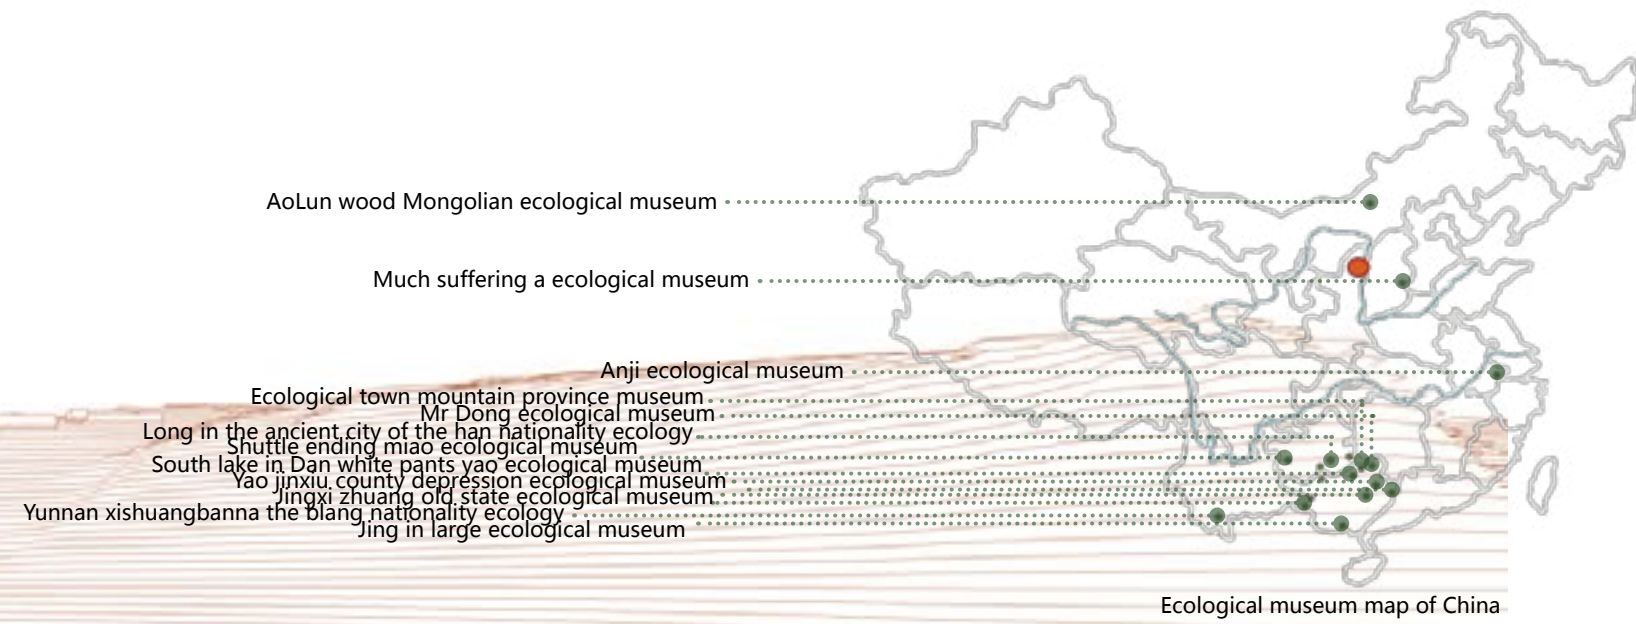 AoLun wood Mongolian ecological museum
Much suffering a ecological museum
Anji ecological museum
Ecological town mountain province museum
Mr Dong ecological museum
Long in the ancient city of the han nationality ecology
Shuttle ending miao ecological museum
South lake in Dan white pants yao ecological museum
Yao jinxiu county depression ecological museum
Jingxi zhuang old state ecological museum
Yunnan xishuangbanna the blang nationality ecology
Jing in large ecological museum
Ecological museum map of China